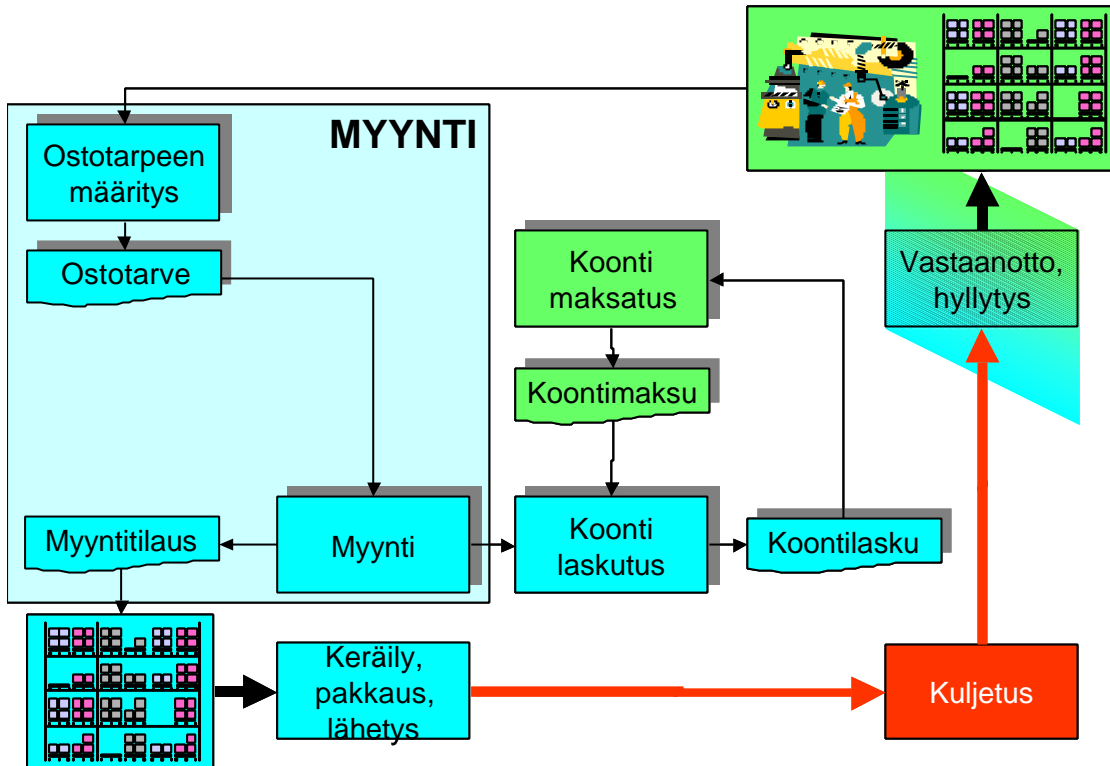 MYYNTI
Ostotarpeen
määritys
Ostotarve
Koonti
maksatus
Vastaanotto,
hyllytys
Koontimaksu
Myyntitilaus
Myynti
Koonti
laskutus
Koontilasku
Keräily,
pakkaus,
lähetys
Kuljetus